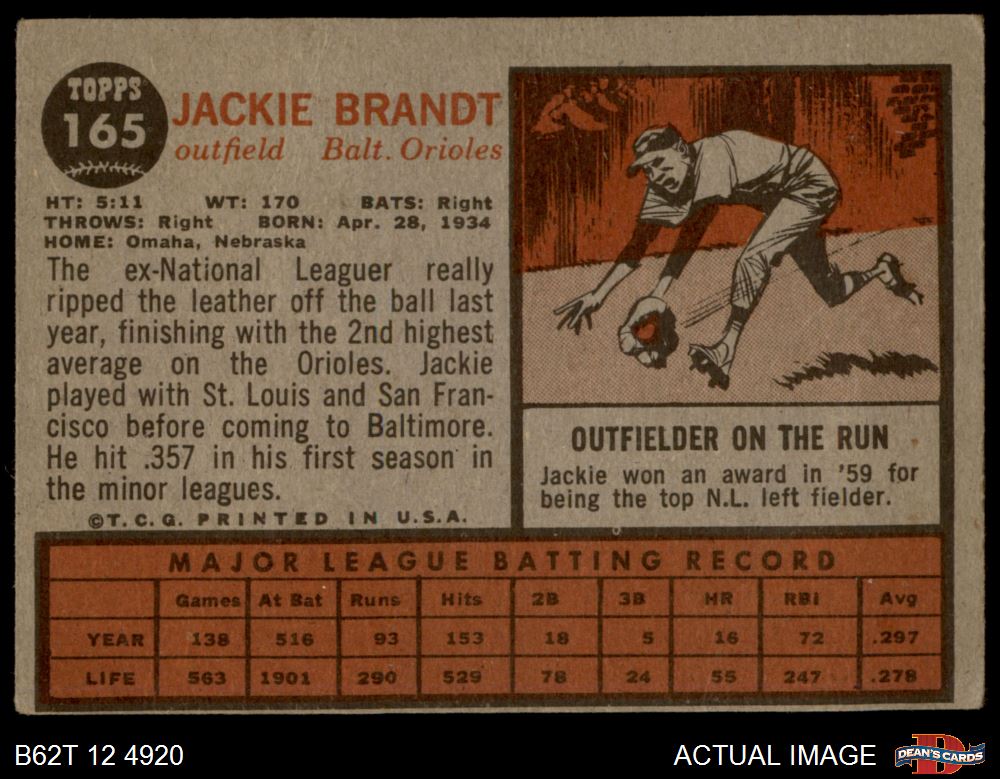 TOPPS
165
JACKIE BRANDT
outfield Balt. Orioles
HT: 5:11 WT: 170 BATS: Right
THROWS: Right BORN: Apr. 28, 1934
HOME: Omaha, Nebraska
The ex-National Leaguer really
ripped the leather off the ball last
year, finishing with the 2nd highest
average on the Orioles. Jackie
played with St. Louis and San Fran-
cisco before coming to Baltimore.
He hit .357 in his first season in
the minor leagues.
©T. C. G. PRINTED IN U.S.A.
OUTFIELDER ON THE RUN
Jackie won an award in '59 for
being the top N.L. left fielder.
MAJOR LEAGUE BATTING RECORD
Games At Bat Runs Hits 2B 3B HR RBI Avg
YEAR 138 516 93 153 18 5 16 72 .297
LIFE 563 1901 290 529 78 24 55 247 .278
B62T 12 4920
ACTUAL IMAGE
DEAN'S CARDS